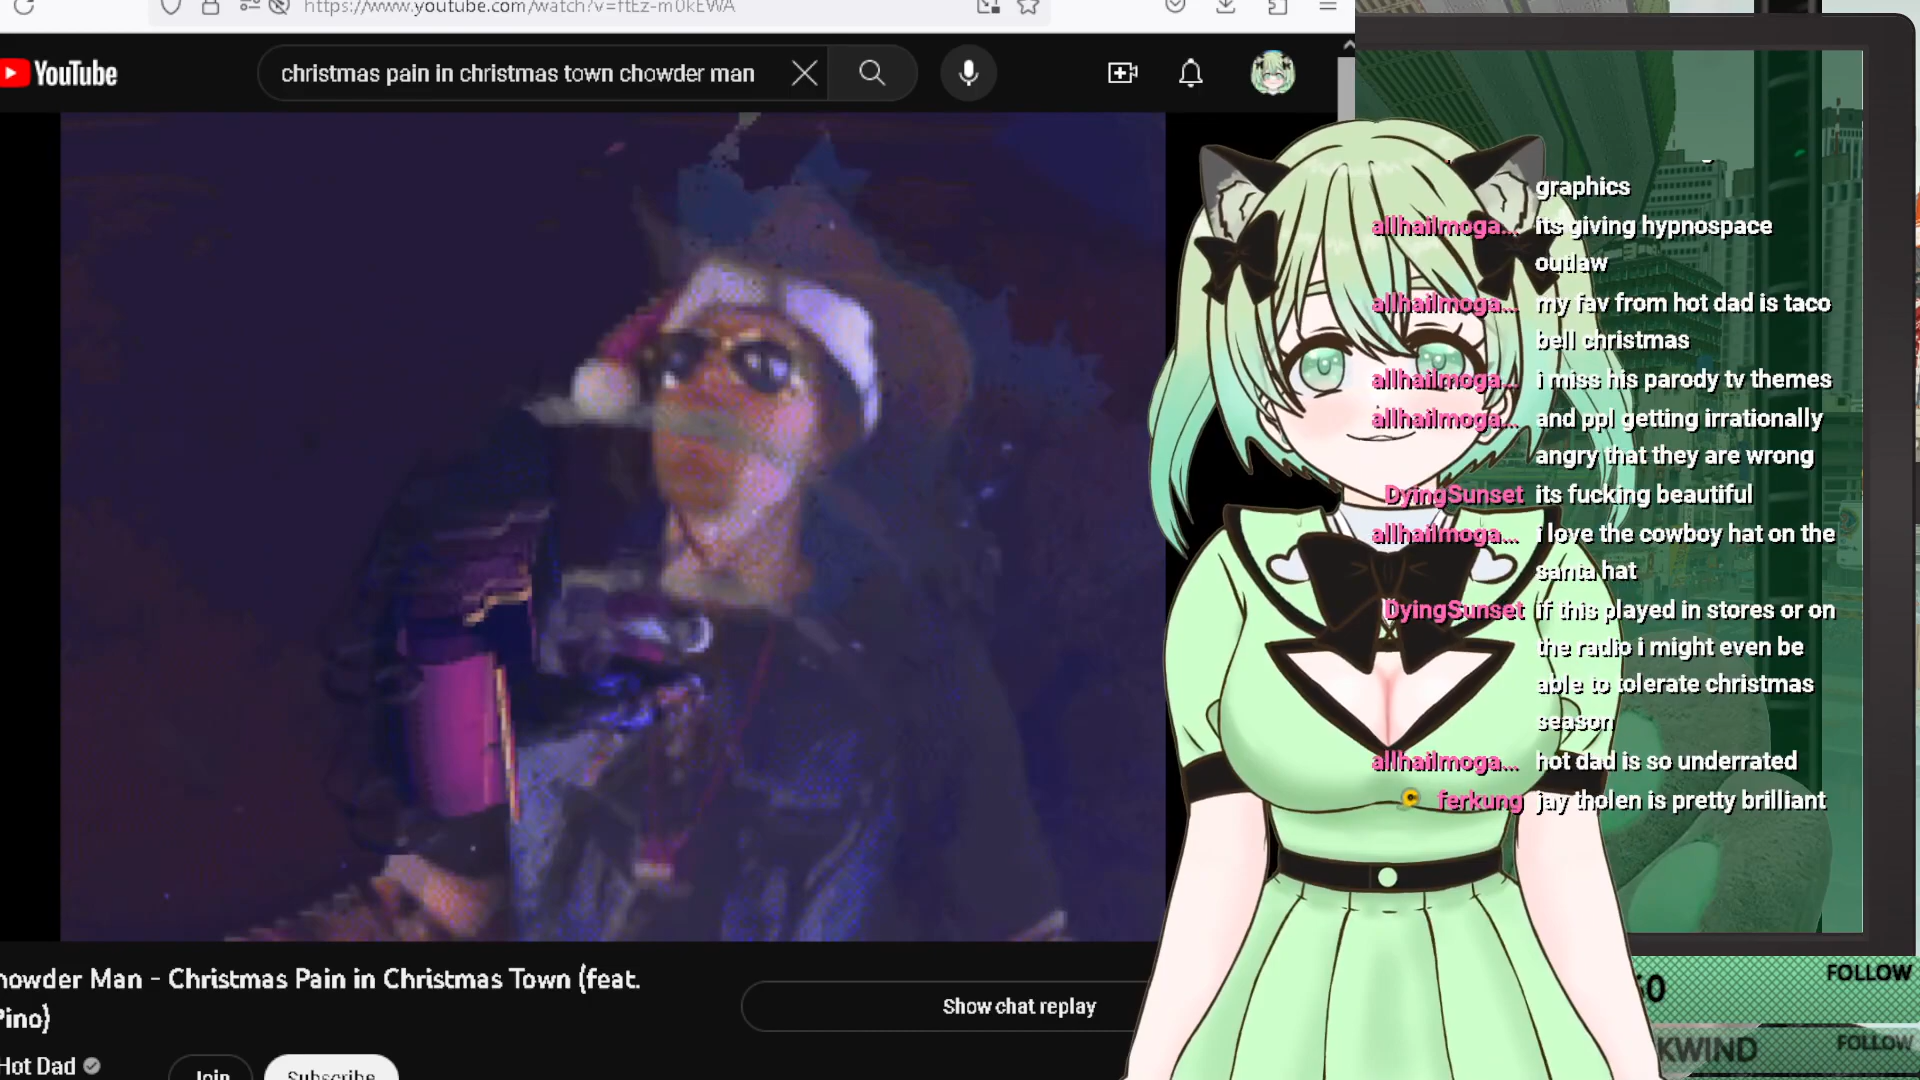 https://www.youtube.com/watch?v=ftEz-m0kEWA
YouTube
christmas pain in christmas town chowder man
graphics
allhailmoga... its giving hypnospace
outlaw
allhailmoga... my fav from hot dad is taco
bell christmas
allhailmoga... i miss his parody tv themes
allhailmoga... and ppl getting irrationally
angry that they are wrong
DyingSunset its fucking beautiful
allhailmoga... i love the cowboy hat on the
santa hat
DyingSunset if this played in stores or on
the radio i might even be
able to tolerate christmas
season
allhailmoga... hot dad is so underrated
ferkung jay tholen is pretty brilliant
howder Man - Christmas Pain in Christmas Town (feat.
Pino)
Show chat replay
Hot Dad
Join
Subscribe
FOLLOW
KWIND
FOLLOW